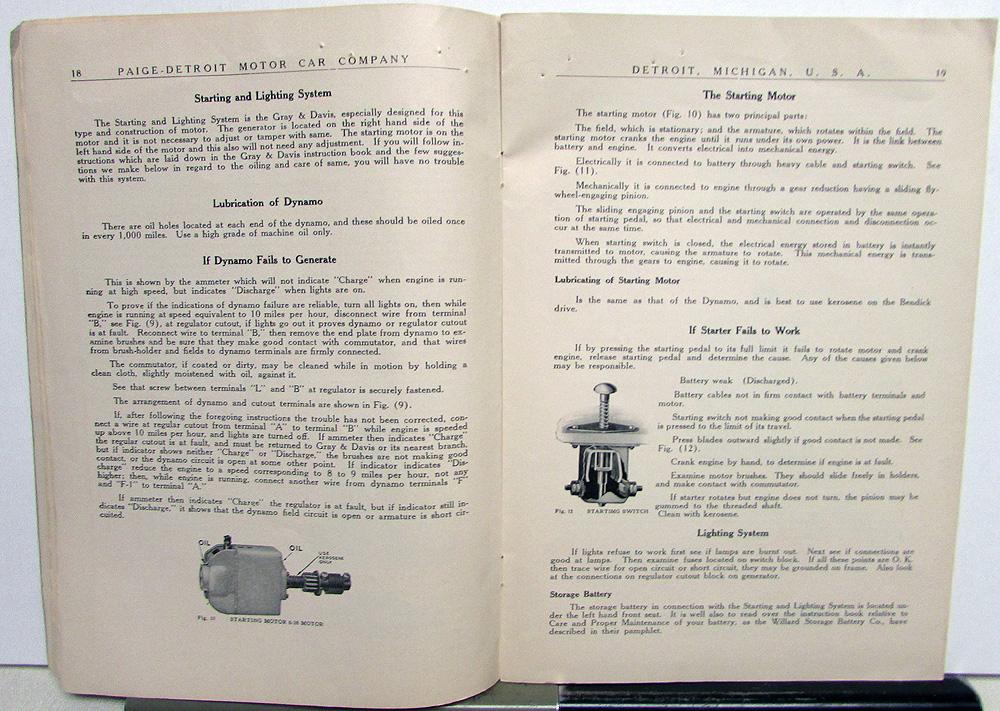 18 PAIGE-DETROIT MOTOR CAR COMPANY
Starting and Lighting System
The Starting and Lighting System is the Gray & Davis, especially designed for this
type and construction of motor. The generator is located on the right hand side of the
motor and it is not necessary to adjust or tamper with same. The starting motor is on the
left hand side of the motor and this also will not need any adjustment. If you will follow in-
structions which are laid down in the Gray & Davis instruction book and the few sugges-
tions we make below in regard to the oiling and care of same, you will have no trouble
with this system.
Lubrication of Dynamo
There are oil holes located at each end of the dynamo, and these should be oiled once
in every 1,000 miles. Use a high grade of machine oil only.
If Dynamo Fails to Generate
This is shown by the ammeter which will not indicate "Charge" when engine is run-
ning at high speed, but indicates "Discharge" when lights are on.
To prove if the indications of dynamo failure are reliable, turn all lights on, then while
engine is running at speed equivalent to 10 miles per hour, disconnect wire from terminal
"B," see Fig. (9), at regulator cutout, if lights go out it proves dynamo or regulator cutout
is at fault. Reconnect wire to terminal "B," then remove the end plate from dynamo to ex-
amine brushes and be sure that they make good contact with commutator, and that wires
from brush-holder and fields to dynamo terminals are firmly connected.
The commutator, if coated or dirty, may be cleaned while in motion by holding a
clean cloth, slightly moistened with oil, against it.
See that screw between terminals "L" and "B" at regulator is securely fastened.
The arrangement of dynamo and cutout terminals are shown in Fig. (9).
If, after following the foregoing instructions the trouble has not been corrected, con-
nect a wire at regular cutout from terminal "A" to terminal "B" while engine is speeded
up above 10 miles per hour, and lights are turned off. If ammeter then indicates "Charge"
the regular cutout is at fault, and must be returned to Gray & Davis or its nearest branch,
but if indicator shows neither "Charge" or "Discharge," the brushes are not making good
contact, or the dynamo circuit is open at some other point. If indicator indicates "Dis-
charge" reduce the engine to a speed corresponding to 8 to 9 miles per hour, not any
higher; then, while engine is running, connect another wire from dynamo terminals "F"
and "F-1" to terminal "A."
If ammeter then indicates "Charge" the regulator is at fault, but if indicator still in-
dicates "Discharge," it shows that the dynamo field circuit is open or armature is short cir-
cuited.
OIL
OIL
USE
KEROSENE
ONLY
Fig. 10 STARTING MOTOR 6-36 MOTOR
DETROIT, MICHIGAN, U. S. A. 19
The Starting Motor
The starting motor (Fig. 10) has two principal parts:
The field, which is stationary; and the armature, which rotates within the field. The
starting motor cranks the engine until it runs under its own power. It is the link between
battery and engine. It converts electrical into mechanical energy.
Electrically it is connected to battery through heavy cable and starting switch. See
Fig. (11).
Mechanically it is connected to engine through a gear reduction having a sliding fly-
wheel-engaging pinion.
The sliding engaging pinion and the starting switch are operated by the same opera-
tion of starting pedal, so that electrical and mechanical connection and disconnection oc-
cur at the same time.
When starting switch is closed, the electrical energy stored in battery is instantly
transmitted to motor, causing the armature to rotate. This mechanical energy is trans-
mitted through the gears to engine, causing it to rotate.
Lubricating of Starting Motor
Is the same as that of the Dynamo, and is best to use kerosene on the Bendick
drive.
If Starter Fails to Work
If by pressing the starting pedal to its full limit it fails to rotate motor and crank
engine, release starting pedal and determine the cause. Any of the causes given below
may be responsible.
Battery weak (Discharged).
Battery cables not in firm contact with battery terminals and
motor.
Starting switch not making good contact when the starting pedal
is pressed to the limit of its travel.
Press blades outward slightly if good contact is not made. See
Fig. (12).
Crank engine by hand, to determine if engine is at fault.
Examine motor brushes. They should slide freely in holders,
and make contact with commutator.
If starter rotates but engine does not turn, the pinion may be
gummed to the threaded shaft.
Clean with kerosene.
Fig. 12 STARTING SWITCH
Lighting System
If lights refuse to work first see if lamps are burnt out. Next see if connections are
good at lamps. Then examine fuses located on switch block. If all these points are O. K.
then trace wire for open circuit or short circuit, they may be grounded on frame. Also look
at the connections on regulator cutout block on generator.
Storage Battery
The storage battery in connection with the Starting and Lighting System is located un-
der the left hand front seat. It is well also to read over the instruction book relative to
Care and Proper Maintenance of your battery, as the Willard Storage Battery Co., have
described in their pamphlet.